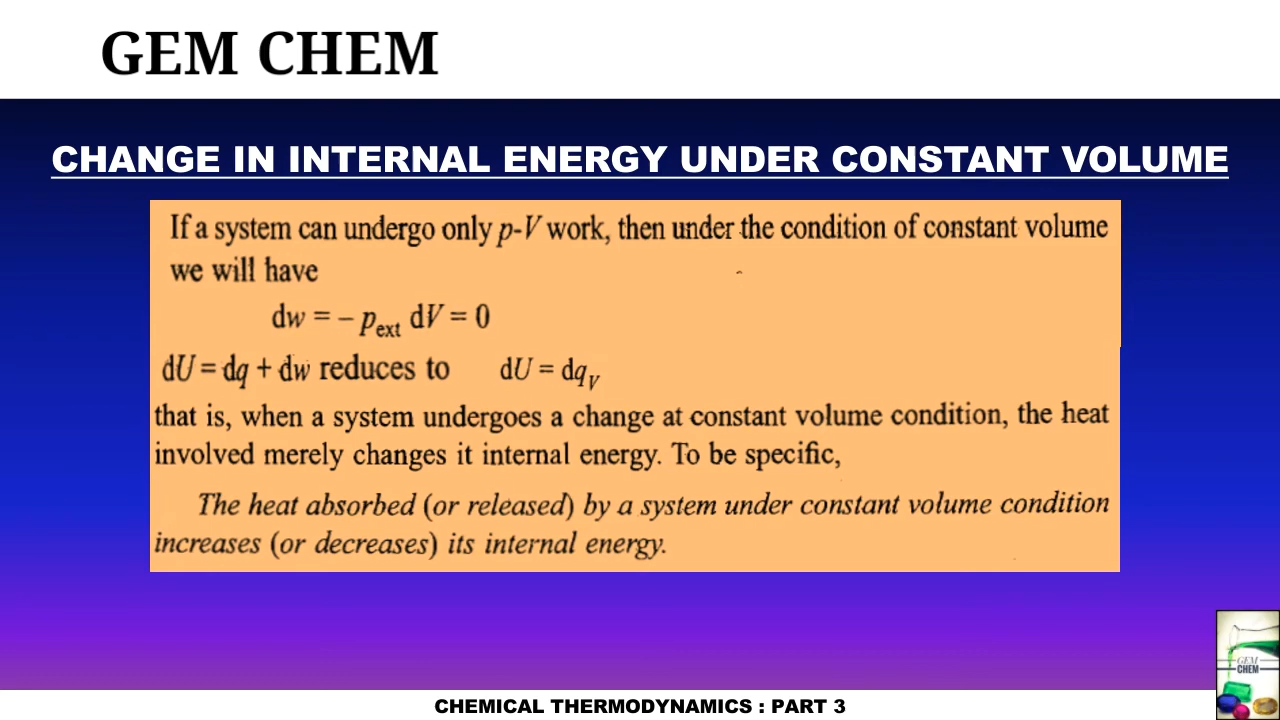 GEM CHEM
CHANGE IN INTERNAL ENERGY UNDER CONSTANT VOLUME
If a system can undergo only p-V work, then under the condition of constant volume
we will have
dw = – p_ext dV = 0
dU = dq + dw reduces to dU = dq_V
that is, when a system undergoes a change at constant volume condition, the heat
involved merely changes it internal energy. To be specific,
The heat absorbed (or released) by a system under constant volume condition
increases (or decreases) its internal energy.
GEM
CHEM
CHEMICAL THERMODYNAMICS : PART 3